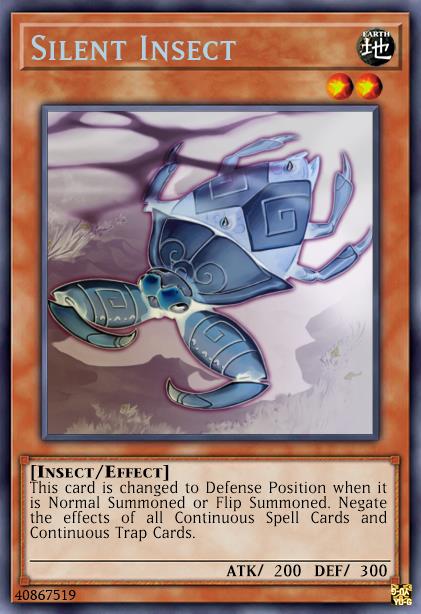 SILENT INSECT
EARTH
地
[INSECT/EFFECT]
This card is changed to Defense Position when it
is Normal Summoned or Flip Summoned. Negate
the effects of all Continuous Spell Cards and
Continuous Trap Cards.
ATK/ 200 DEF/ 300
40867519